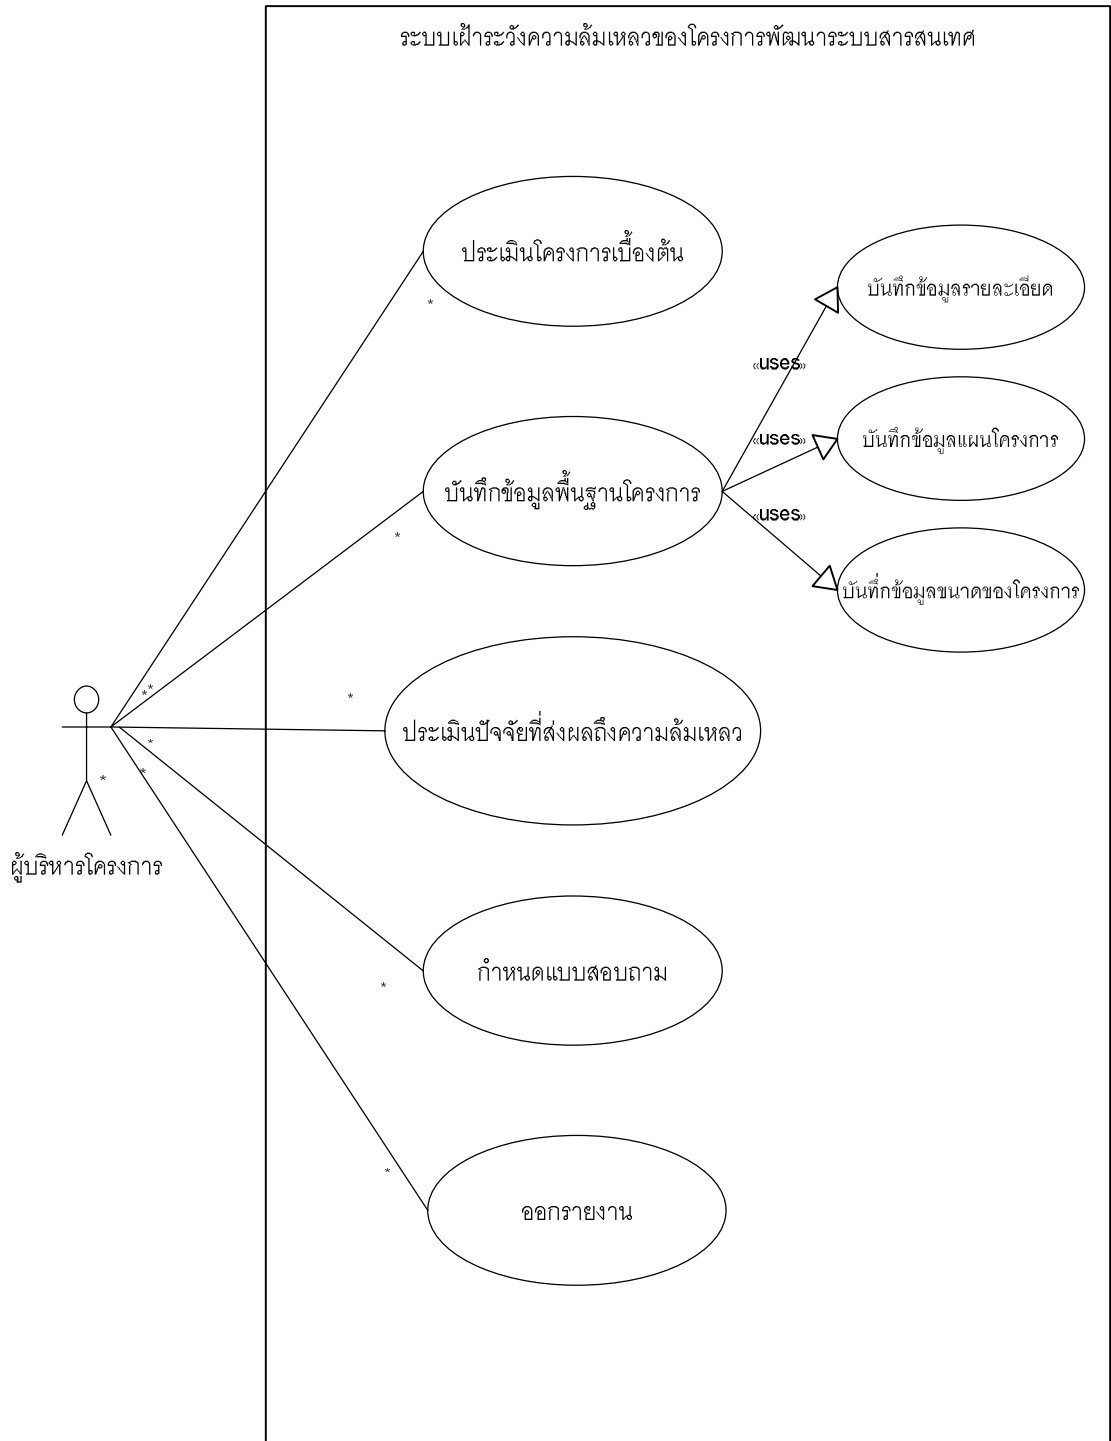 ระบบเฝ้าระวังความล้มเหลวของโครงการพัฒนาระบบสารสนเทศ
ประเมินโครงการเบื้องต้น
*
บันทึกข้อมูลรายละเอียด
«uses»
บันทึกข้อมูลแผนโครงการ
«uses»
บันทึกข้อมูลพื้นฐานโครงการ
«uses»
*
บันทึ่กข้อมูลขนาดของโครงการ
*
*
*
ประเมินปัจจัยที่ส่งผลถึงความล้มเหลว
*
*
*
ผู้บริหารโครงการ
กำหนดแบบสอบถาม
*
*
ออกรายงาน